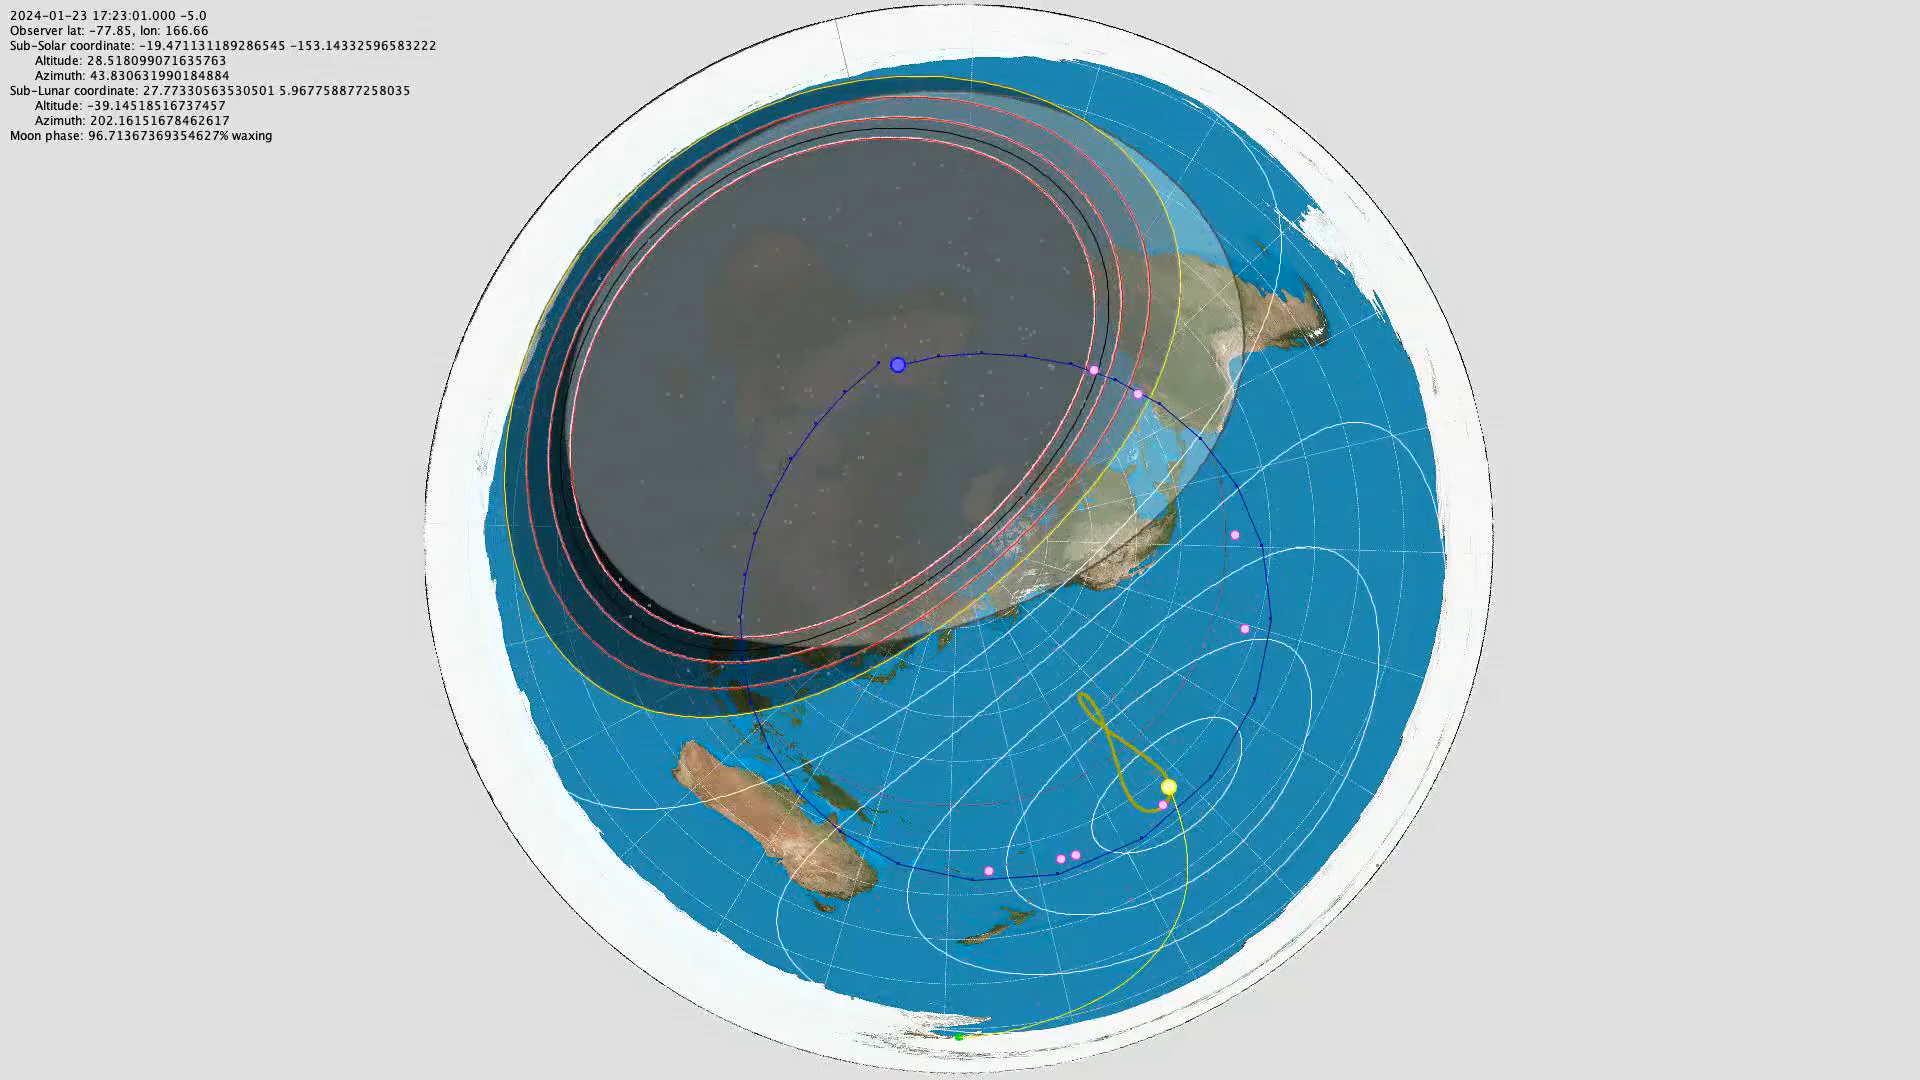 2024-01-23 17:23:01.000 -5.0
Observer lat: -77.85, lon: 166.66
Sub-Solar coordinate: -19.471131189286545 -153.14332596583222
Altitude: 28.518099071635763
Azimuth: 43.830631990184884
Sub-Lunar coordinate: 27.77330563530501 5.967758877258035
Altitude: -39.14518516737457
Azimuth: 202.16151678462617
Moon phase: 96.71367369354627% waxing